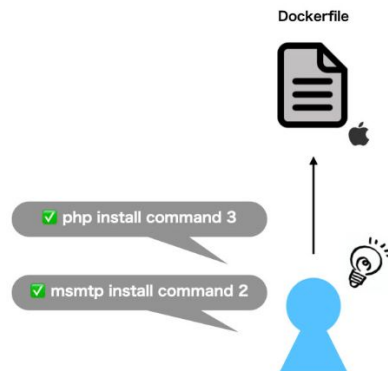 Dockerfile
✅ php install command 3
✅ msmtp install command 2